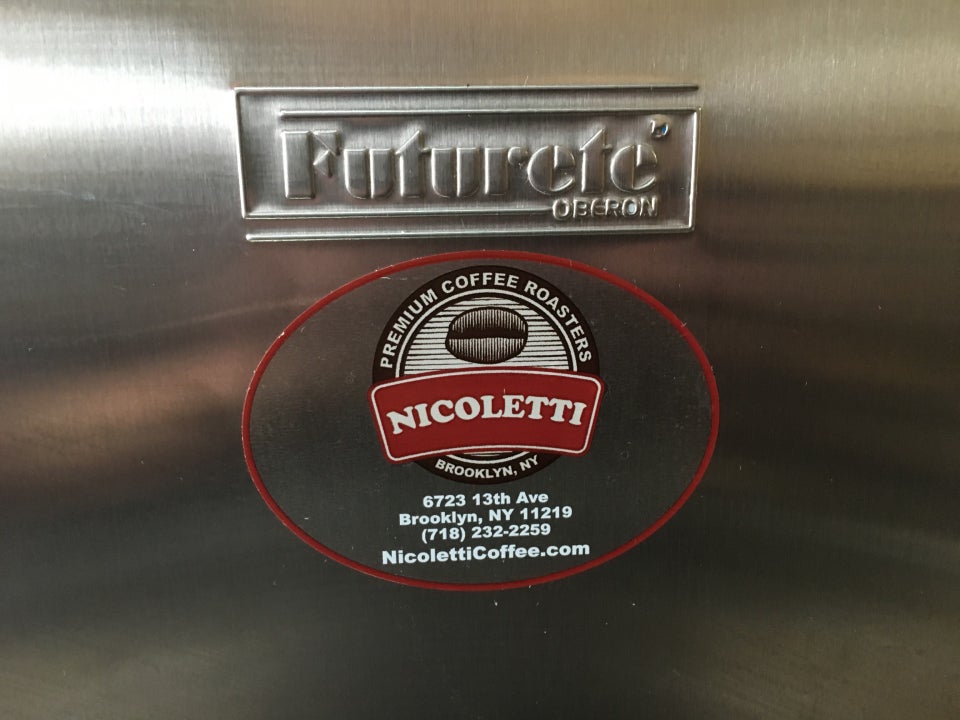 Futurete
OBERON
PREMIUM COFFEE ROASTERS
NICOLETTI
BROOKLYN, NY
6723 13th Ave
Brooklyn, NY 11219
(718) 232-2259
NicolettiCoffee.com